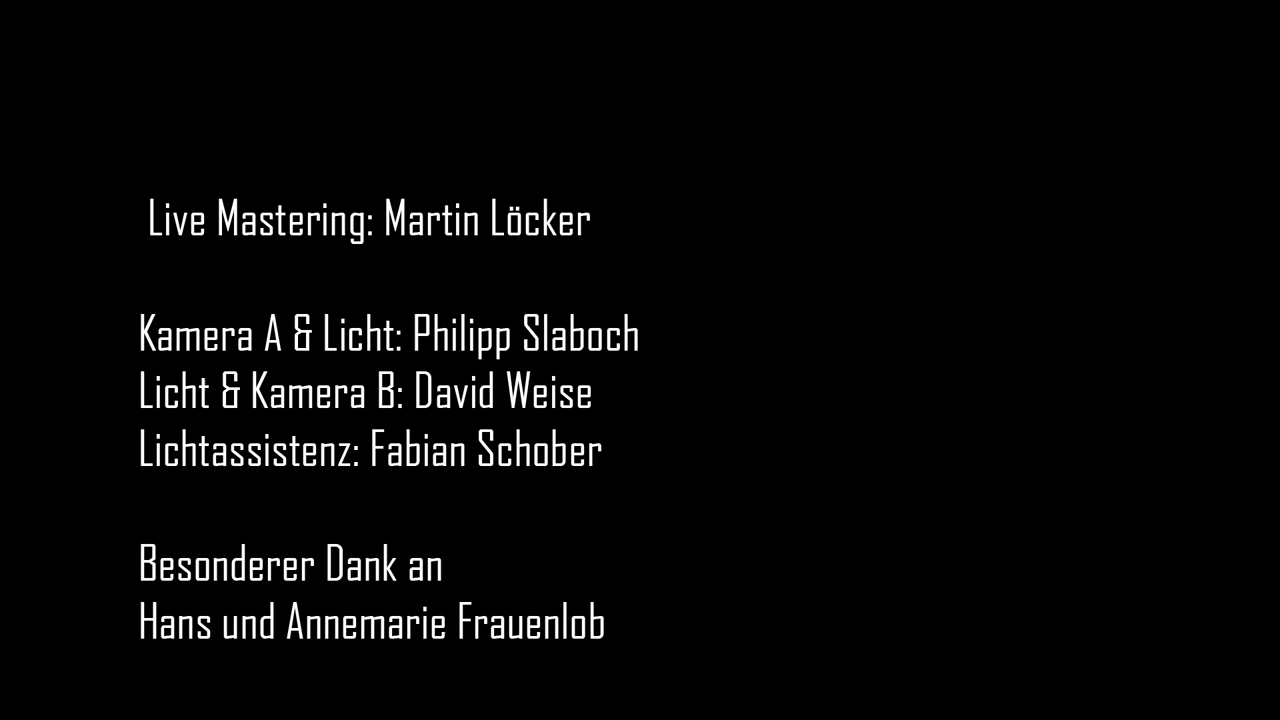 Live Mastering: Martin Löcker
Kamera A & Licht: Philipp Slaboch
Licht & Kamera B: David Weise
Lichtassistenz: Fabian Schober
Besonderer Dank an
Hans und Annemarie Frauenlob